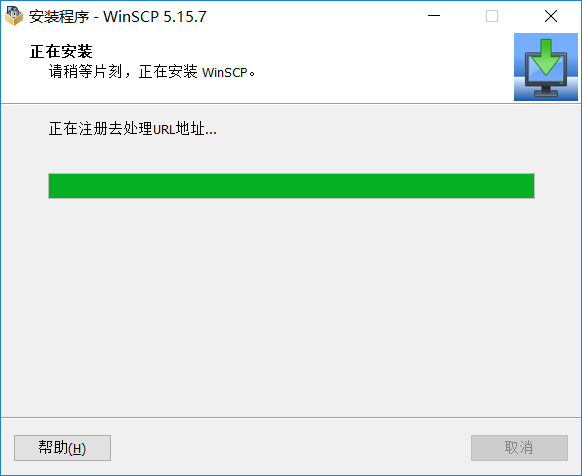 安装程序 - WinSCP 5.15.7
正在安装
请稍等片刻，正在安装 WinSCP。
正在注册去处理URL地址...
帮助(H)
取消